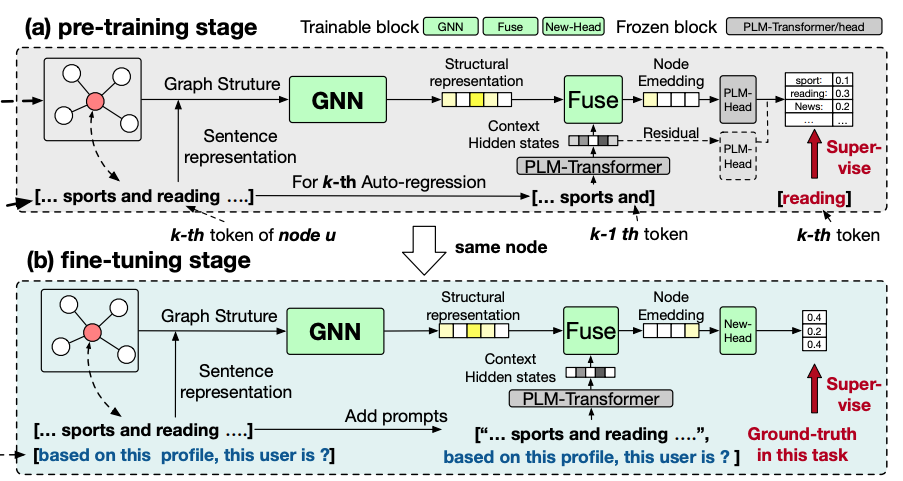 (a) pre-training stage
Trainable block GNN Fuse New-Head Frozen block PLM-Transformer/head
Graph Struture
GNN
Structural
representation
Fuse
Node
Emedding
PLM-
Head
sport: 0.1
reading: 0.3
News: 0.2
... ...
Sentence
representation
Context
Hidden states
Residual
PLM-
Head
PLM-Transformer
Super-
vise
[... sports and reading ....]
For k-th Auto-regression
[... sports and]
[reading]
k-th token of node u
k-1 th token
k-th token
same node
(b) fine-tuning stage
Graph Struture
GNN
Structural
representation
Fuse
Node
Emedding
New-
Head
0.4
0.2
0.4
Sentence
representation
Context
Hidden states
PLM-Transformer
Super-
vise
[... sports and reading ....]
Add prompts
[“... sports and reading ....”,
Ground-truth
in this task
[based on this profile, this user is ?]
based on this profile, this user is ? ]